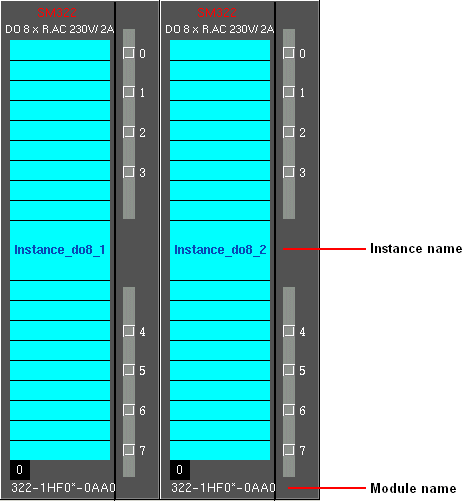 SM322
DO 8 x R.AC 230V/ 2A
0
1
2
3
Instance_do8_1
4
5
6
7
0
322-1HF0*-0AA0
DO 8 x R.AC 230V/ 2A
0
1
2
3
Instance_do8_2
Instance name
4
5
6
7
0
322-1HF0*-0AA0
Module name